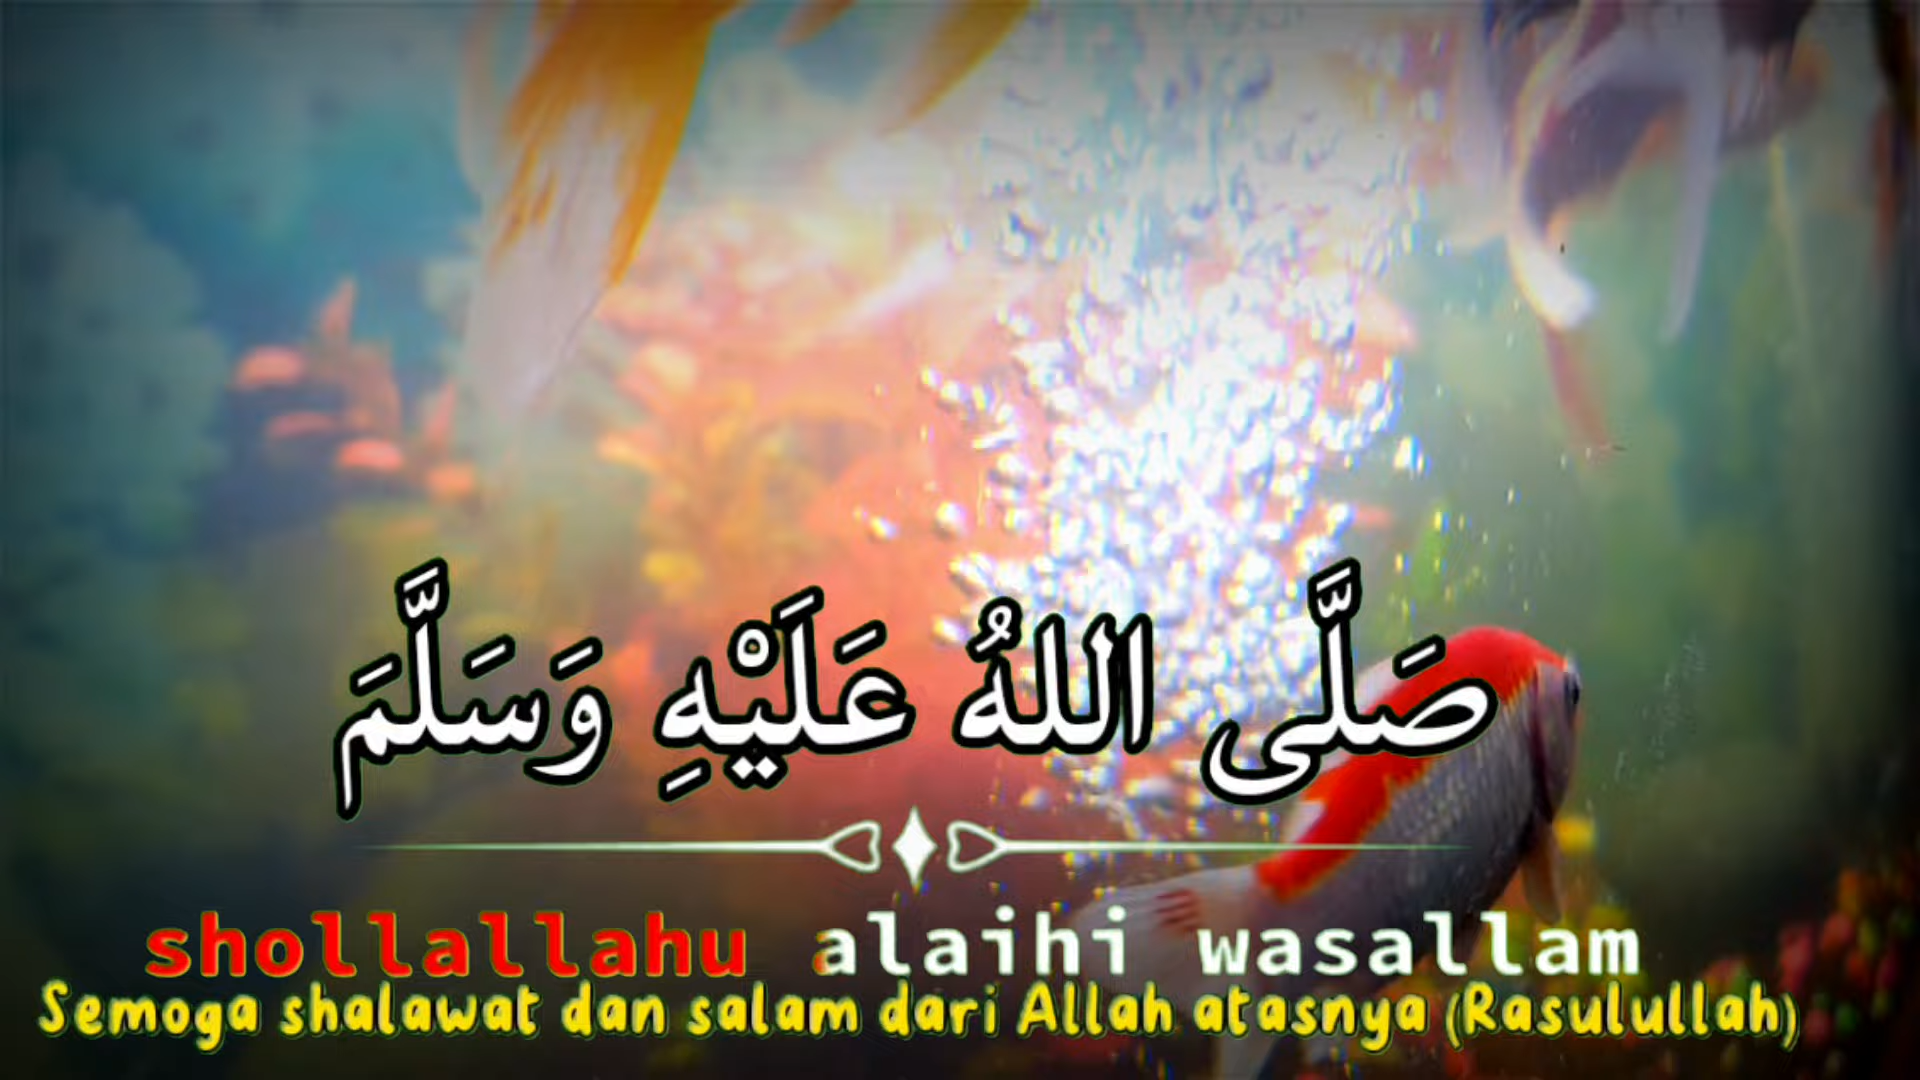 صَلَّى اللهُ عَلَيْهِ وَسَلَّمَ
shollallahu alaihi wasallam
Semoga shalawat dan salam dari Allah atasnya (Rasulullah)